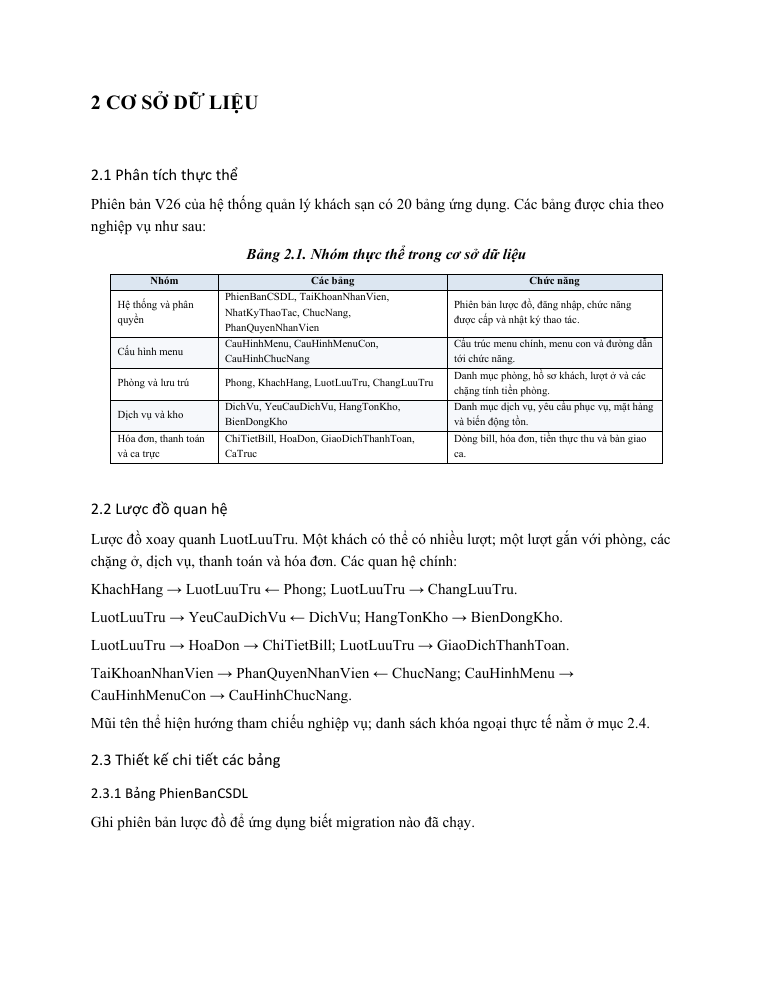 2 CƠ SỞ DỮ LIỆU
2.1 Phân tích thực thể
Phiên bản V26 của hệ thống quản lý khách sạn có 20 bảng ứng dụng. Các bảng được chia theo
nghiệp vụ như sau:
Bảng 2.1. Nhóm thực thể trong cơ sở dữ liệu
Nhóm Các bảng Chức năng
Hệ thống và phân
quyền
PhienBanCSDL, TaiKhoanNhanVien,
NhatKyThaoTac, ChucNang,
PhanQuyenNhanVien
Phiên bản lược đồ, đăng nhập, chức năng
được cấp và nhật ký thao tác.
Cấu hình menu
CauHinhMenu, CauHinhMenuCon,
CauHinhChucNang
Cấu trúc menu chính, menu con và đường dẫn
tới chức năng.
Phòng và lưu trú
Phong, KhachHang, LuotLuuTru, ChangLuuTru
Danh mục phòng, hồ sơ khách, lượt ở và các
chặng tính tiền phòng.
Dịch vụ và kho
DichVu, YeuCauDichVu, HangTonKho,
BienDongKho
Danh mục dịch vụ, yêu cầu phục vụ, mặt hàng
và biến động tồn.
Hóa đơn, thanh toán
và ca trực
ChiTietBill, HoaDon, GiaoDichThanhToan,
CaTruc
Dòng bill, hóa đơn, tiền thực thu và bàn giao
ca.
2.2 Lược đồ quan hệ
Lược đồ xoay quanh LuotLuuTru. Một khách có thể có nhiều lượt; một lượt gắn với phòng, các
chặng ở, dịch vụ, thanh toán và hóa đơn. Các quan hệ chính:
KhachHang → LuotLuuTru ← Phong; LuotLuuTru → ChangLuuTru.
LuotLuuTru → YeuCauDichVu ← DichVu; HangTonKho → BienDongKho.
LuotLuuTru → HoaDon → ChiTietBill; LuotLuuTru → GiaoDichThanhToan.
TaiKhoanNhanVien → PhanQuyenNhanVien ← ChucNang; CauHinhMenu →
CauHinhMenuCon → CauHinhChucNang.
Mũi tên thể hiện hướng tham chiếu nghiệp vụ; danh sách khóa ngoại thực tế nằm ở mục 2.4.
2.3 Thiết kế chi tiết các bảng
2.3.1 Bảng PhienBanCSDL
Ghi phiên bản lược đồ để ứng dụng biết migration nào đã chạy.